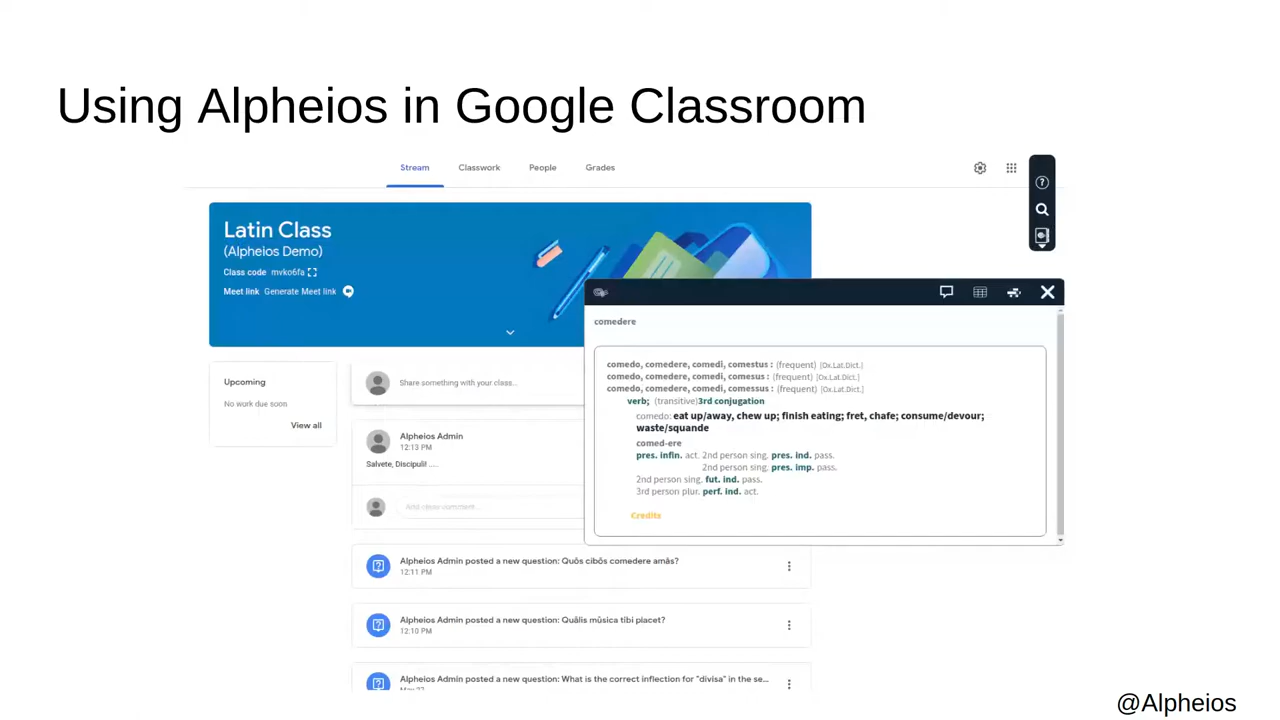 Using Alpheios in Google Classroom
Stream Classwork People Grades
Latin Class
(Alpheios Demo)
Class code mvko6fa
Meet link Generate Meet link
Upcoming
No work due soon
View all
Share something with your class...
Alpheios Admin
12:13 PM
Salvete, Discipuli! .....
Add class comment...
Alpheios Admin posted a new question: Quōs cibōs comedere amās?
12:11 PM
Alpheios Admin posted a new question: Quālis mūsica tibi placet?
12:10 PM
Alpheios Admin posted a new question: What is the correct inflection for "divisa" in the se...
May 27
comedere
comedo, comedere, comedi, comestus : (frequent) [Ox.Lat.Dict.]
comedo, comedere, comedi, comesus : (frequent) [Ox.Lat.Dict.]
comedo, comedere, comedi, comessus : (frequent) [Ox.Lat.Dict.]
verb; (transitive)3rd conjugation
comedo: eat up/away, chew up; finish eating; fret, chafe; consume/devour;
waste/squande
comed-ere
pres. infin. act. 2nd person sing. pres. ind. pass.
2nd person sing. pres. imp. pass.
2nd person sing. fut. ind. pass.
3rd person plur. perf. ind. act.
Credits
@Alpheios